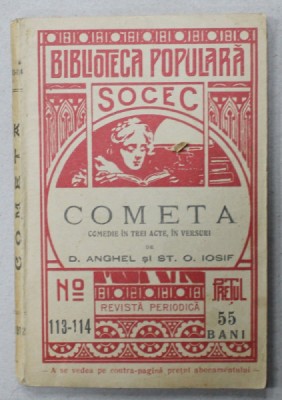 BIBLIOTECA POPULARĂ
SOCEC
COMETA
COMEDIE ÎN TREI ACTE, ÎN VERSURI
DE
D. ANGHEL și ST. O. IOSIF
No
REVISTĂ PERIODICĂ
PREȚUL
113-114
55
BANI
- A se vedea pe contra-pagină prețul abonamentului -
COMETA